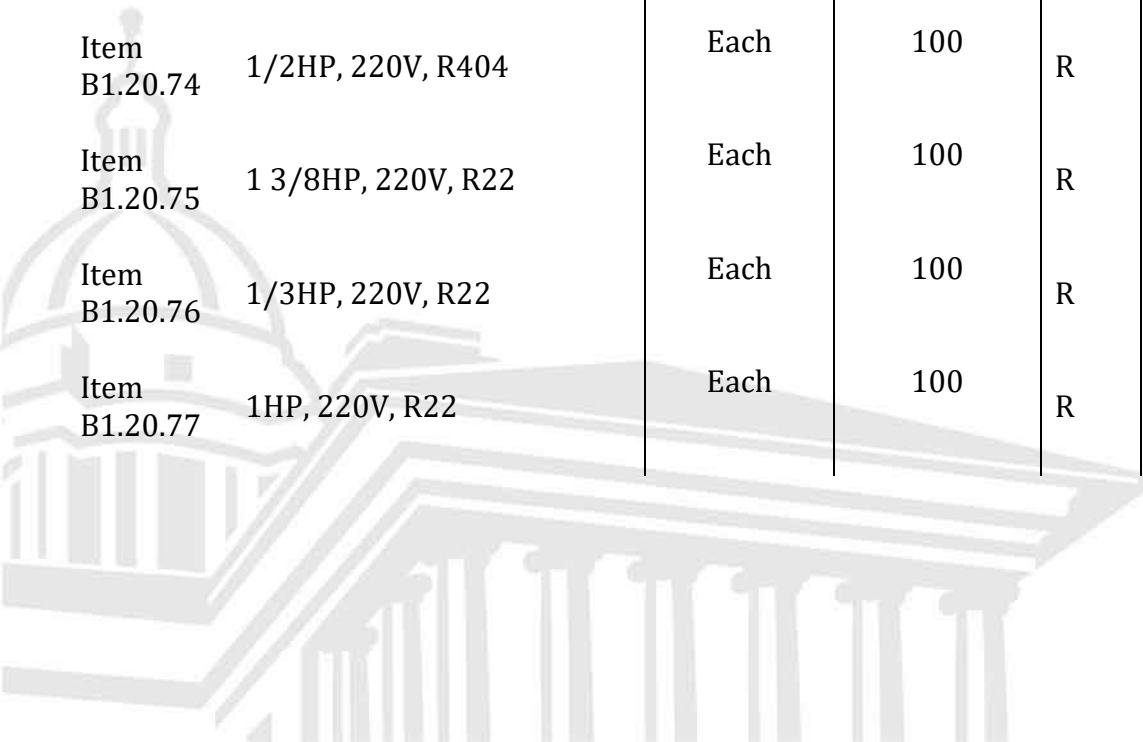 Item B1.20.74 1/2HP, 220V, R404 Each 100 R
Item B1.20.75 1 3/8HP, 220V, R22 Each 100 R
Item B1.20.76 1/3HP, 220V, R22 Each 100 R
Item B1.20.77 1HP, 220V, R22 Each 100 R